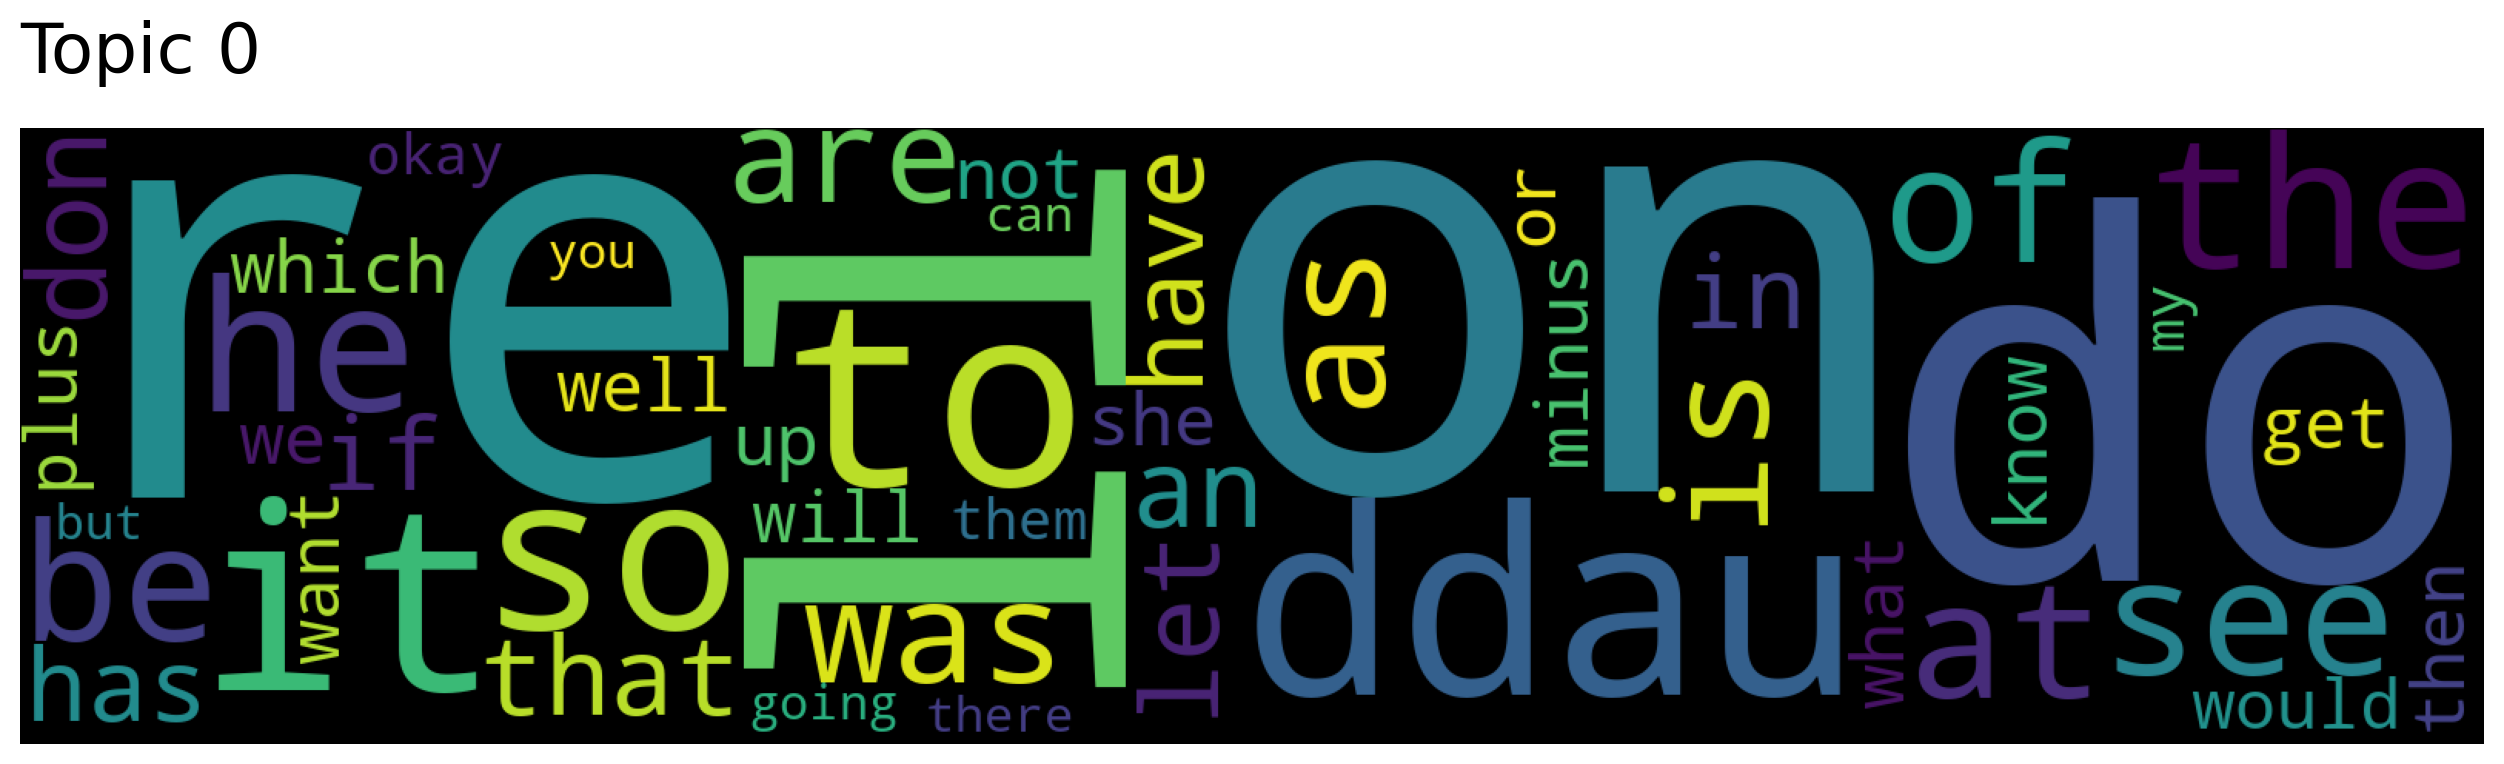 Topic 0
don
okay
are
not
can
have
or
of
the
re
which
you
he
well
we
if
plus
ll
to
up
she
on
as
minus
in
is
do
know
my
get
but
be
it
want
so
will
them
an
ddau
what
at
see
then
has
that
was
let
going
there
would